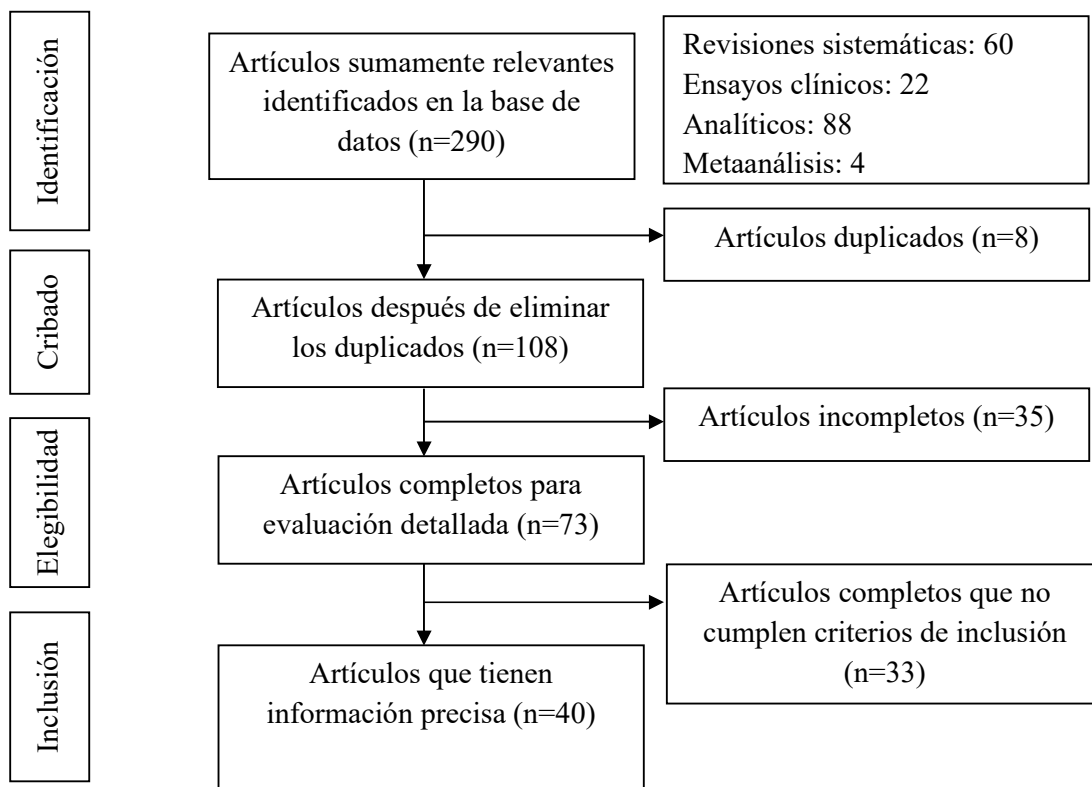 Identificación
Artículos sumamente relevantes
identificados en la base de
datos (n=290)
Revisiones sistemáticas: 60
Ensayos clínicos: 22
Analíticos: 88
Metaanálisis: 4
Artículos duplicados (n=8)
Cribado
Artículos después de eliminar
los duplicados (n=108)
Artículos incompletos (n=35)
Elegibilidad
Artículos completos para
evaluación detallada (n=73)
Artículos completos que no
cumplen criterios de inclusión
(n=33)
Inclusión
Artículos que tienen
información precisa (n=40)